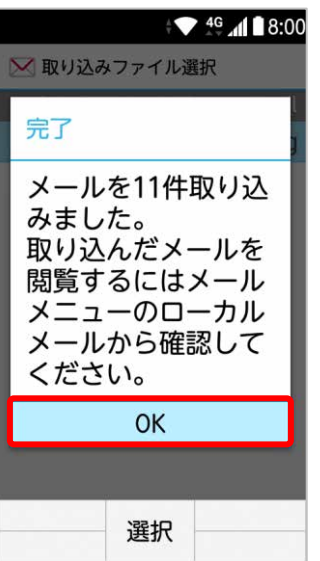 4G 8:00
取り込みファイル選択
完了
メールを11件取り込
みました。
取り込んだメールを
閲覧するにはメール
メニューのローカル
メールから確認して
ください。
OK
選択